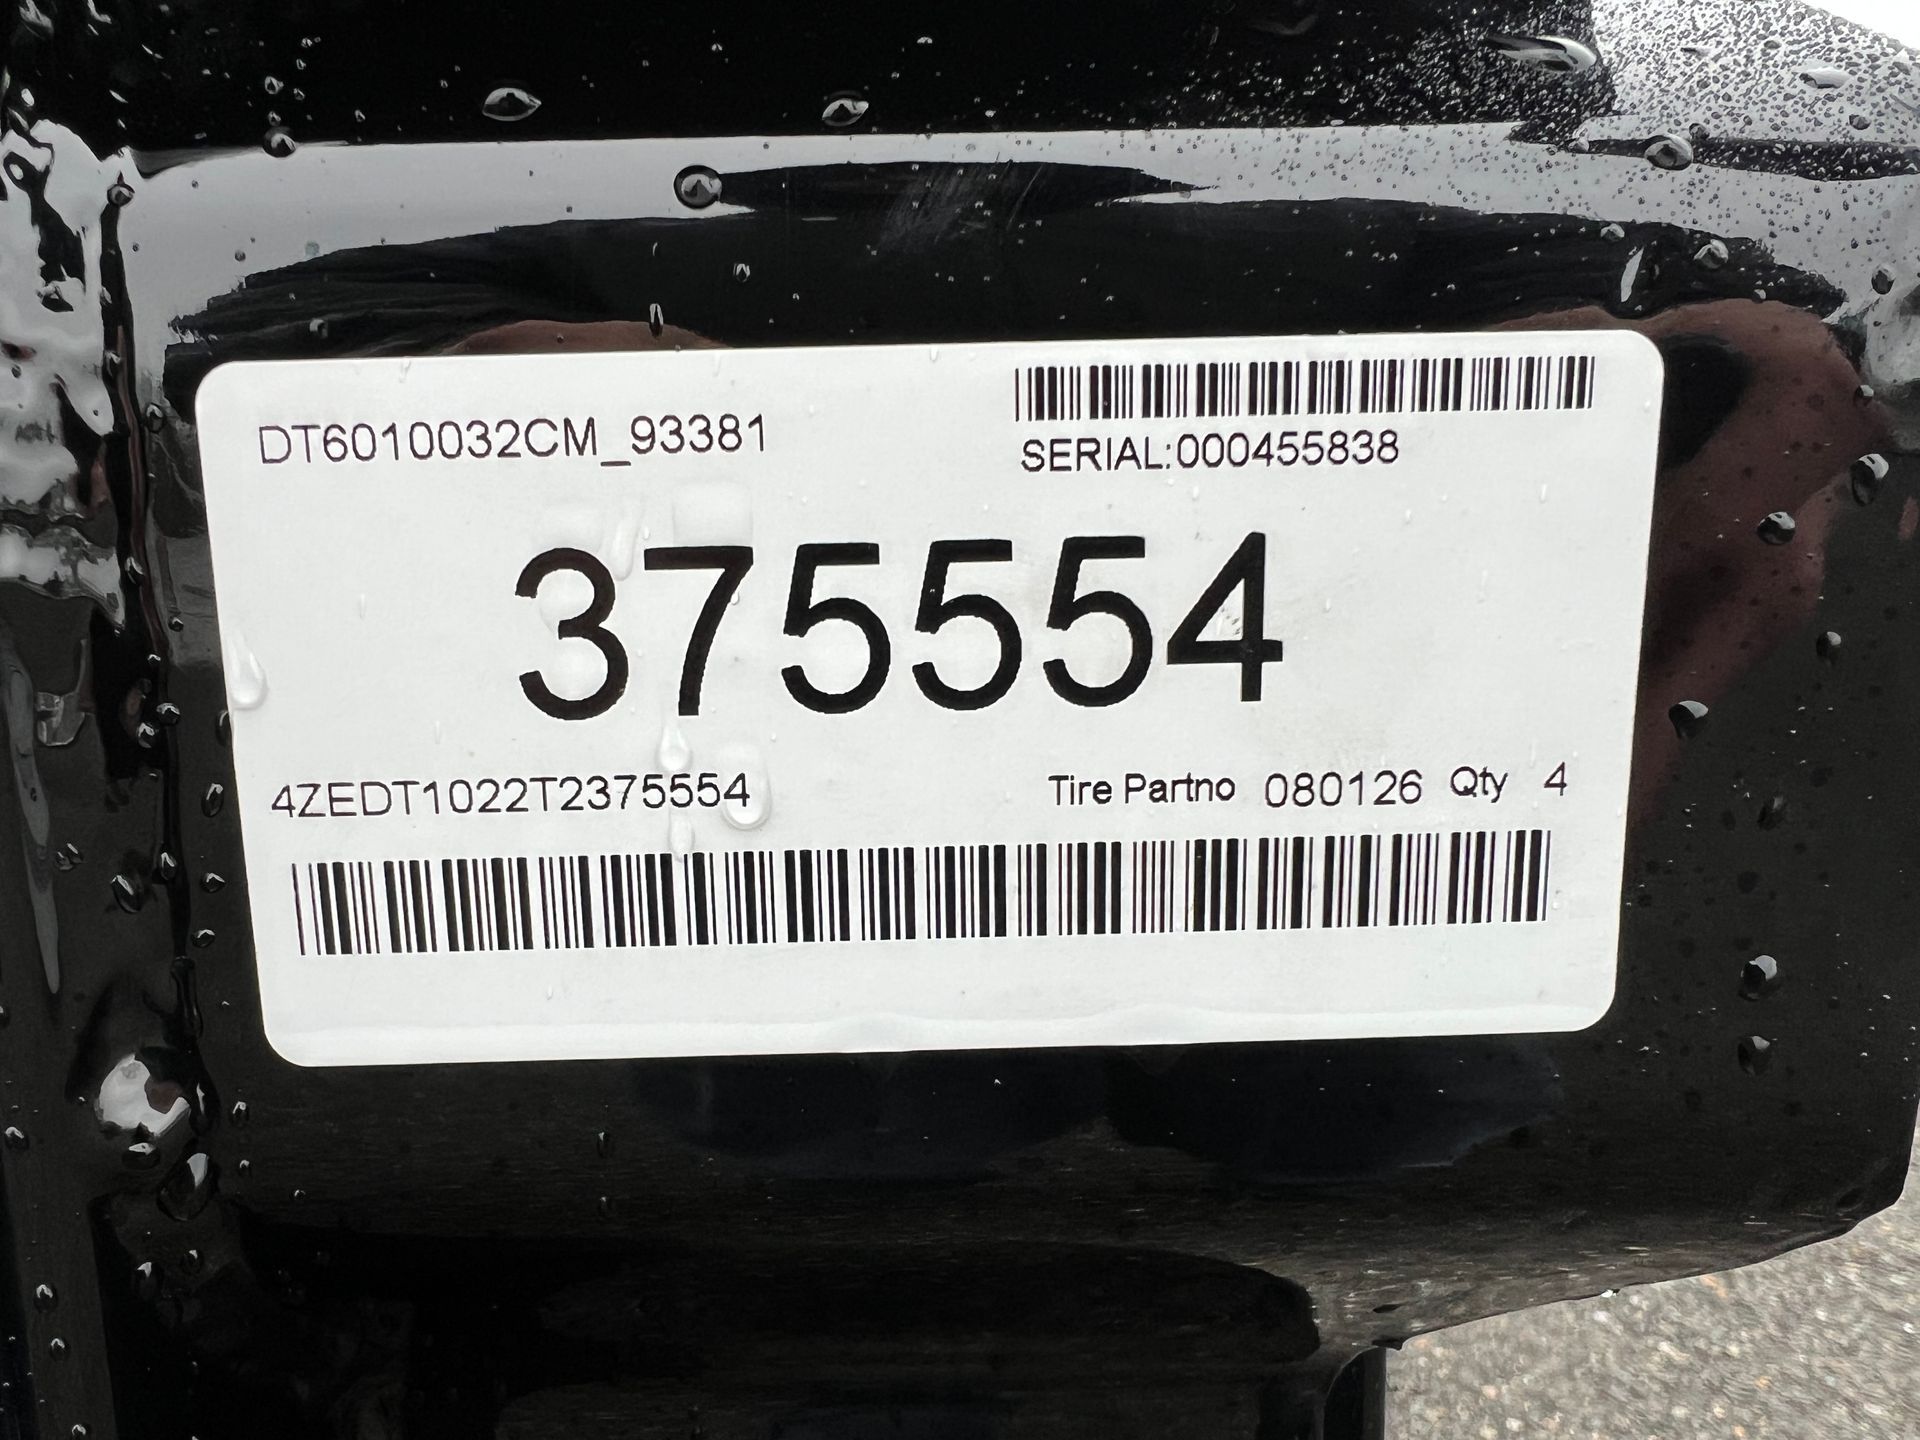 DT6010032CM_93381
SERIAL:000455838
375554
4ZEDT1022T2375554
Tire Partno 080126 Qty 4